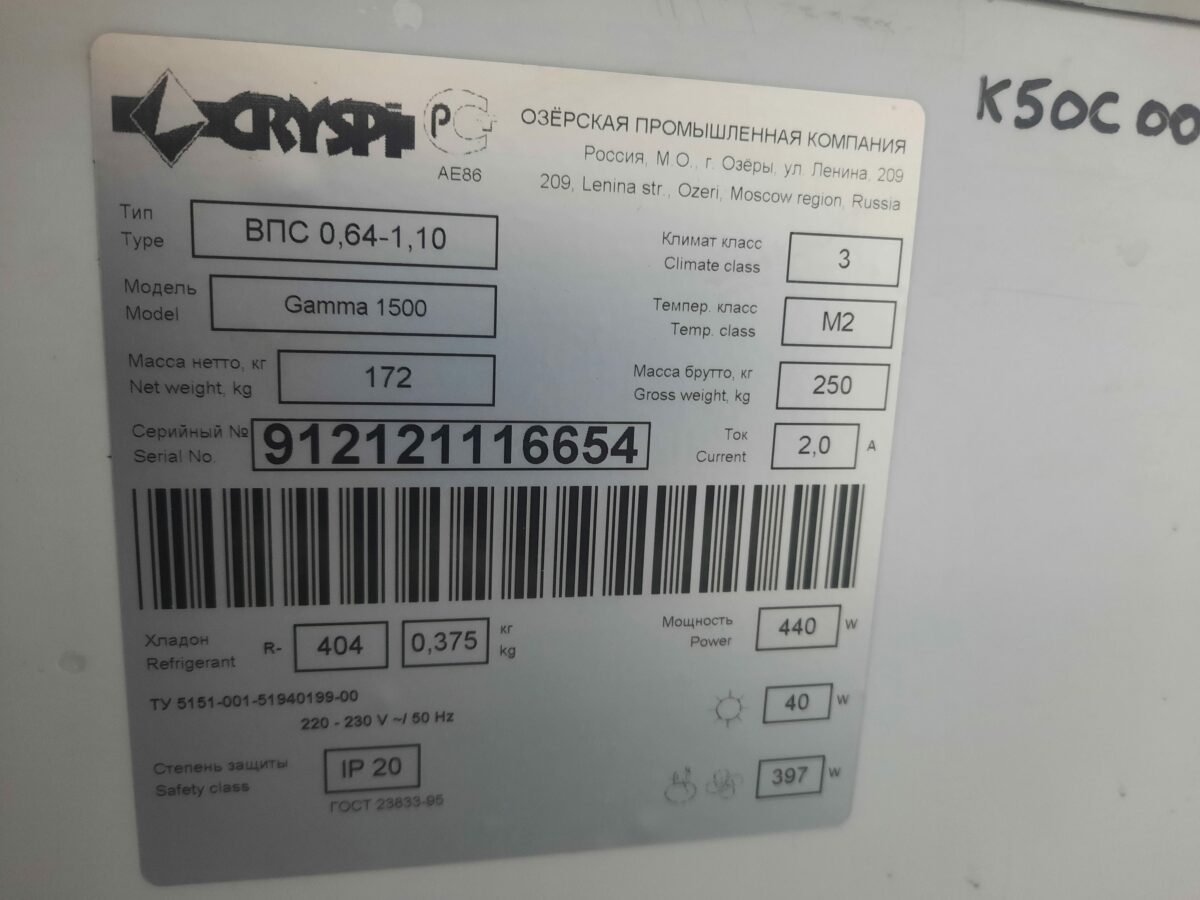 CRYSPI
РС
АЕ86
ОЗЁРСКАЯ ПРОМЫШЛЕННАЯ КОМПАНИЯ
Россия, М.О., г. Озёры, ул. Ленина, 209
209, Lenina str., Ozeri, Moscow region, Russia
K50C00
Тип
Type
ВПС 0,64-1,10
Климат класс
Climate class
3
Модель
Model
Gamma 1500
Темпер. класс
Temp. class
M2
Масса нетто, кг
Net weight, kg
172
Масса брутто, кг
Gross weight, kg
250
Серийный №
Serial No.
912121116654
Ток
Current
2,0
A
Хладон
Refrigerant
R-
404
0,375
кг
kg
Мощность
Power
440
W
ТУ 5151-001-51940199-00
220 - 230 V ~/ 50 Hz
40
W
Степень защиты
Safety class
IP 20
ГОСТ 23833-95
397
W